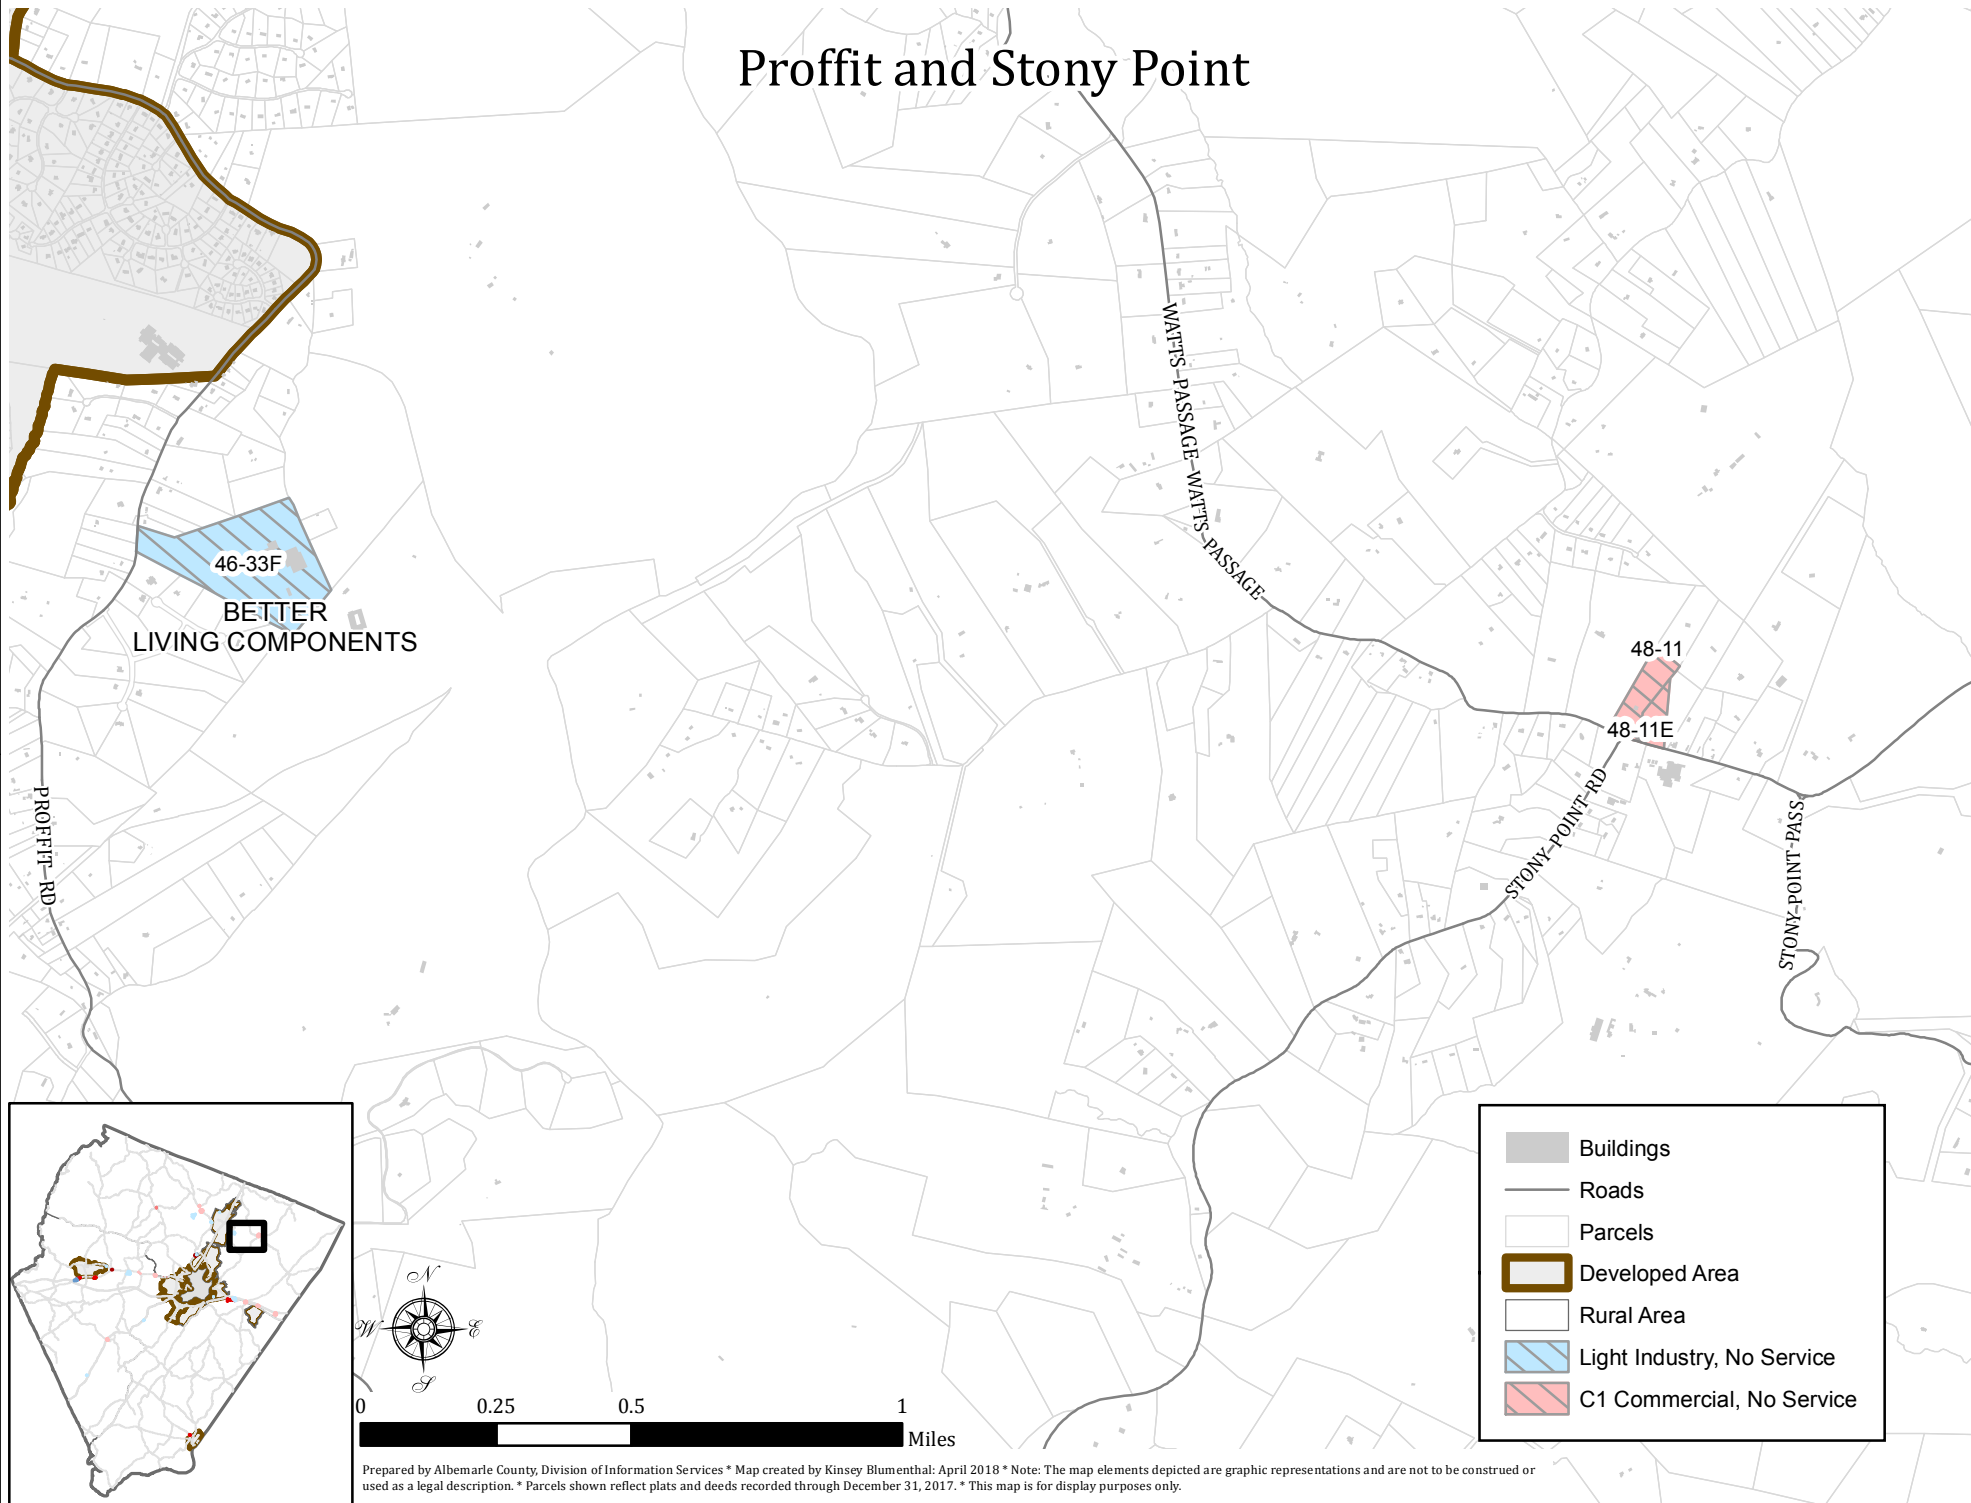 Proffit and Stony Point
WATTS PASSAGE WATTS PASSAGE
46-33F
BETTER
LIVING COMPONENTS
48-11
48-11E
PROFFIT RD
STONY POINT RD
STONY POINT PASS
Buildings
Roads
Parcels
Developed Area
Rural Area
Light Industry, No Service
C1 Commercial, No Service
N
W E
S
0 0.25 0.5 1
Miles
Prepared by Albemarle County, Division of Information Services * Map created by Kinsey Blumenthal: April 2018 * Note: The map elements depicted are graphic representations and are not to be construed or
used as a legal description. * Parcels shown reflect plats and deeds recorded through December 31, 2017. * This map is for display purposes only.